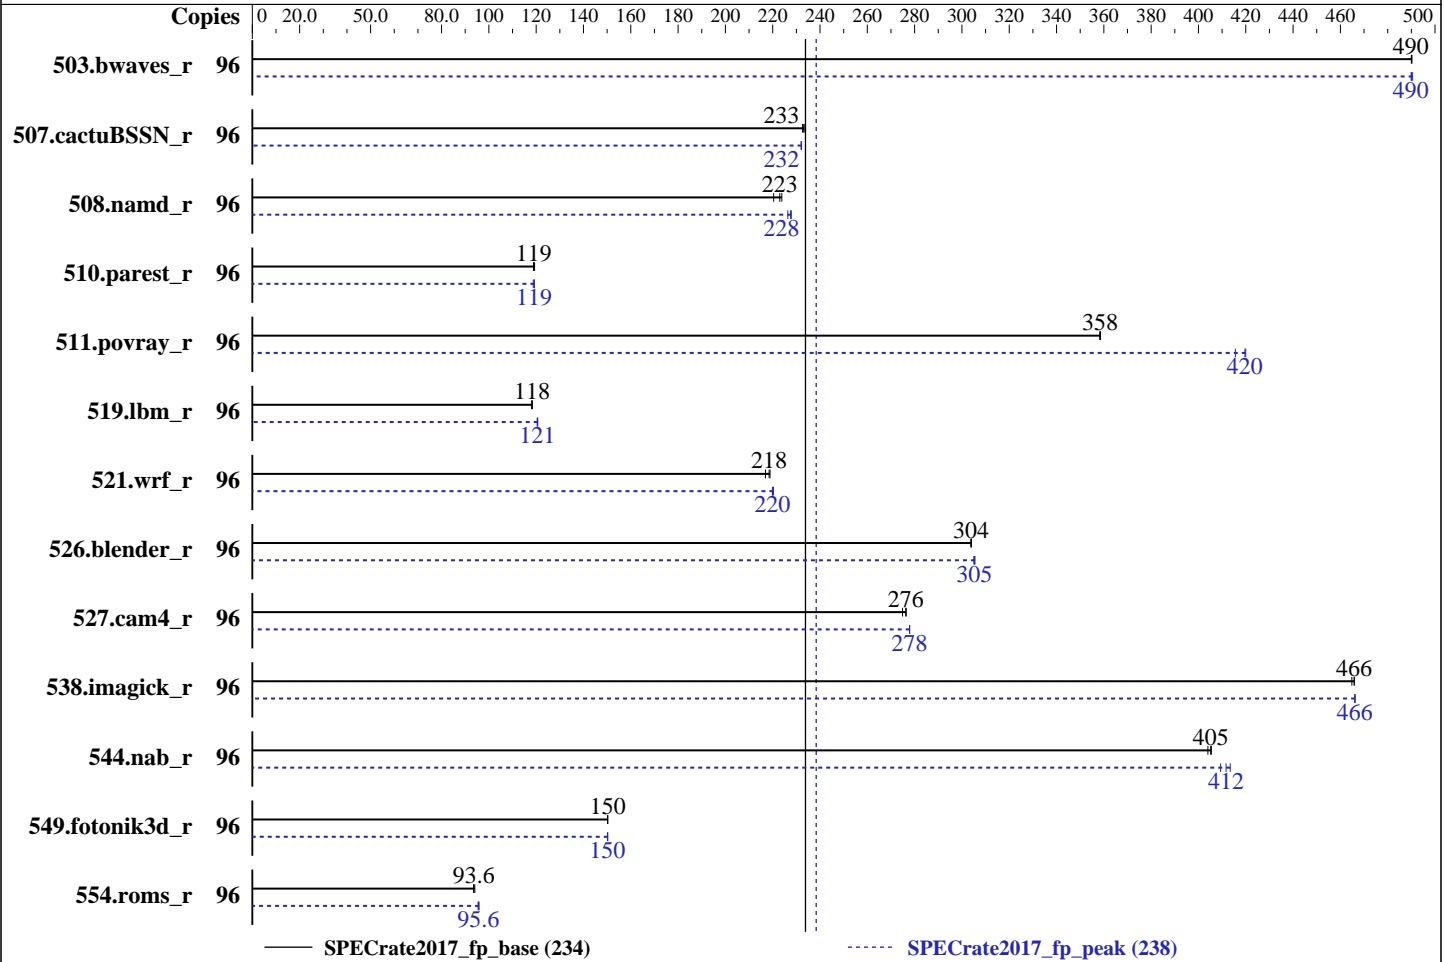 Copies 0 20.0 50.0 80.0 100 120 140 160 180 200 220 240 260 280 300 320 340 360 380 400 420 440 460 500
503.bwaves_r 96 490
490
507.cactuBSSN_r 96 233
232
508.namd_r 96 223
228
510.parest_r 96 119
119
511.povray_r 96 358
420
519.lbm_r 96 118
121
521.wrf_r 96 218
220
526.blender_r 96 304
305
527.cam4_r 96 276
278
538.imagick_r 96 466
466
544.nab_r 96 405
412
549.fotonik3d_r 96 150
150
554.roms_r 96 93.6
95.6
SPECrate2017_fp_base (234) SPECrate2017_fp_peak (238)